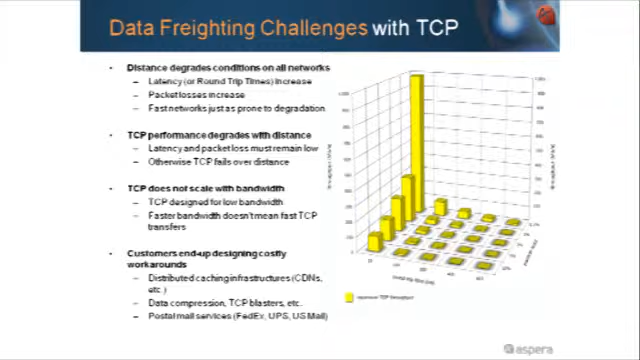 Data Freighting Challenges with TCP
• Distance degrades conditions on all networks
– Latency (or Round Trip Times) increase
– Packet losses increase
– Fast networks just as prone to degradation
• TCP performance degrades with distance
– Latency and packet loss must remain low
– Otherwise TCP fails over distance
• TCP does not scale with bandwidth
– TCP designed for low bandwidth
– Faster bandwidth doesn't mean fast TCP
transfers
• Customers end-up designing costly
workarounds
– Distributed caching infrastructures (CDNs,
etc.)
– Data compression, TCP blasters, etc.
– Postal mail services (FedEx, UPS, US Mail)
aspera